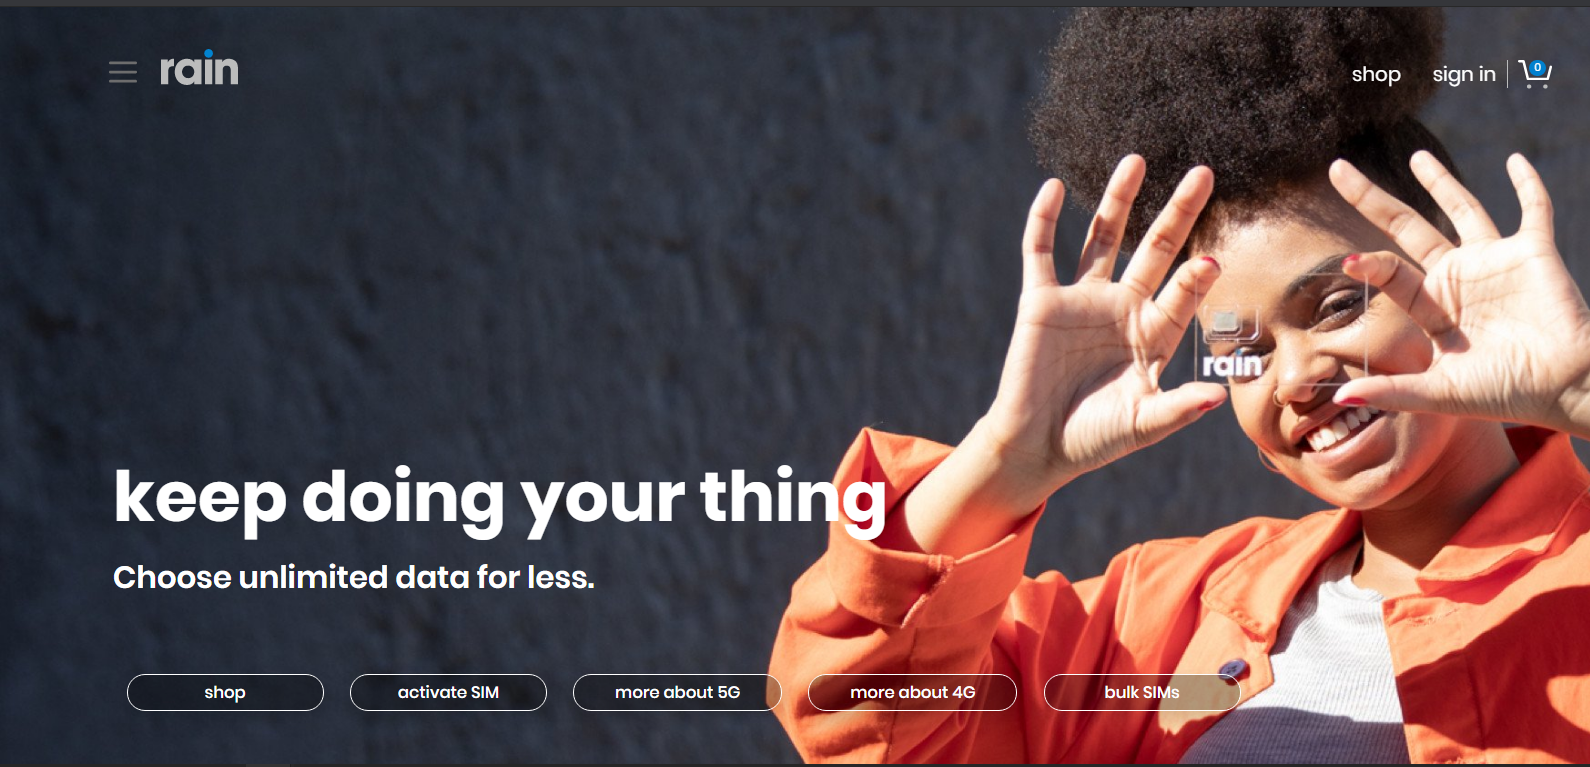 rain
shop sign in 0
rain
keep doing your thing
Choose unlimited data for less.
shop activate SIM more about 5G more about 4G bulk SIMs